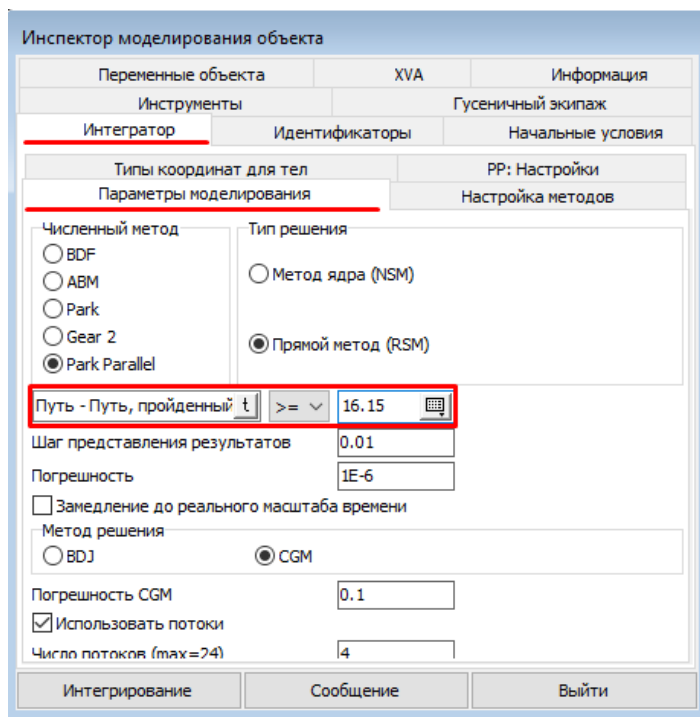 Инспектор моделирования объекта
Переменные объекта XVA Информация
Инструменты Гусеничный экипаж
Интегратор Идентификаторы Начальные условия
Типы координат для тел PP: Настройки
Параметры моделирования Настройка методов
Численный метод Тип решения
BDF
ABM Метод ядра (NSM)
Park
Gear 2 Прямой метод (RSM)
Park Parallel
Путь - Путь, пройденный t >= 16.15
Шаг представления результатов 0.01
Погрешность 1E-6
Замедление до реального масштаба времени
Метод решения
BDJ CGM
Погрешность CGM 0.1
Использовать потоки
Число потоков (max=24) 4
Интегрирование Сообщение Выйти